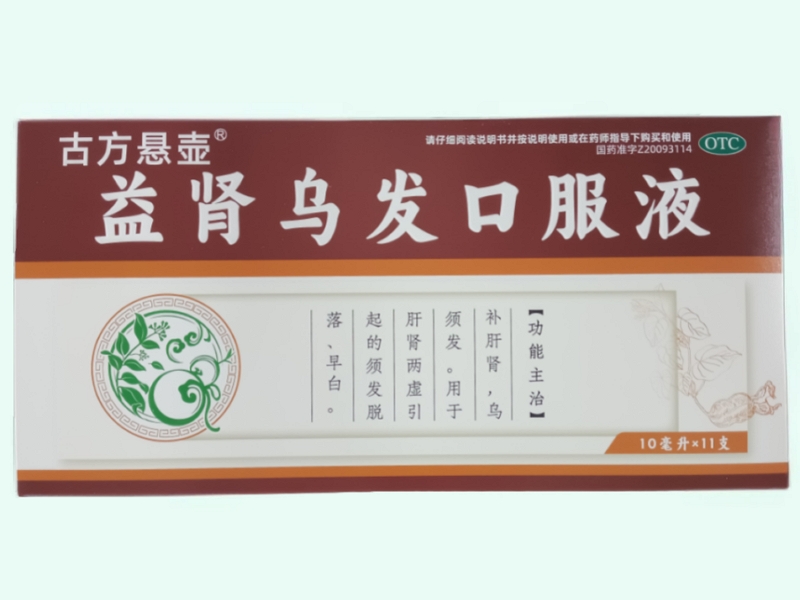 古方悬壶®
请仔细阅读说明书并按说明使用或在药师指导下购买和使用
国药准字Z20093114
OTC
益肾乌发口服液
【功能主治】
补肝肾，乌
须发。用于
肝肾两虚引
起的须发脱
落、早白。
10毫升×11支